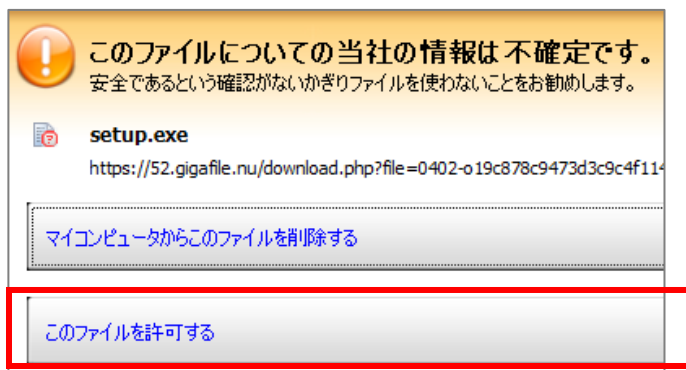 このファイルについての当社の情報は不確定です。
安全であるという確認がないかぎりファイルを使わないことをお勧めします。
setup.exe
https://52.gigafile.nu/download.php?file=0402-o19c878c9473d3c9c4f114
マイコンピュータからこのファイルを削除する
このファイルを許可する